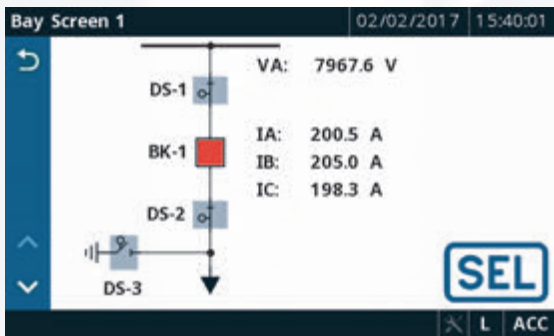 Bay Screen 1 02/02/2017 15:40:01
VA: 7967.6 V
DS-1
IA: 200.5 A
BK-1
IB: 205.0 A
IC: 198.3 A
DS-2
DS-3
SEL
L ACC